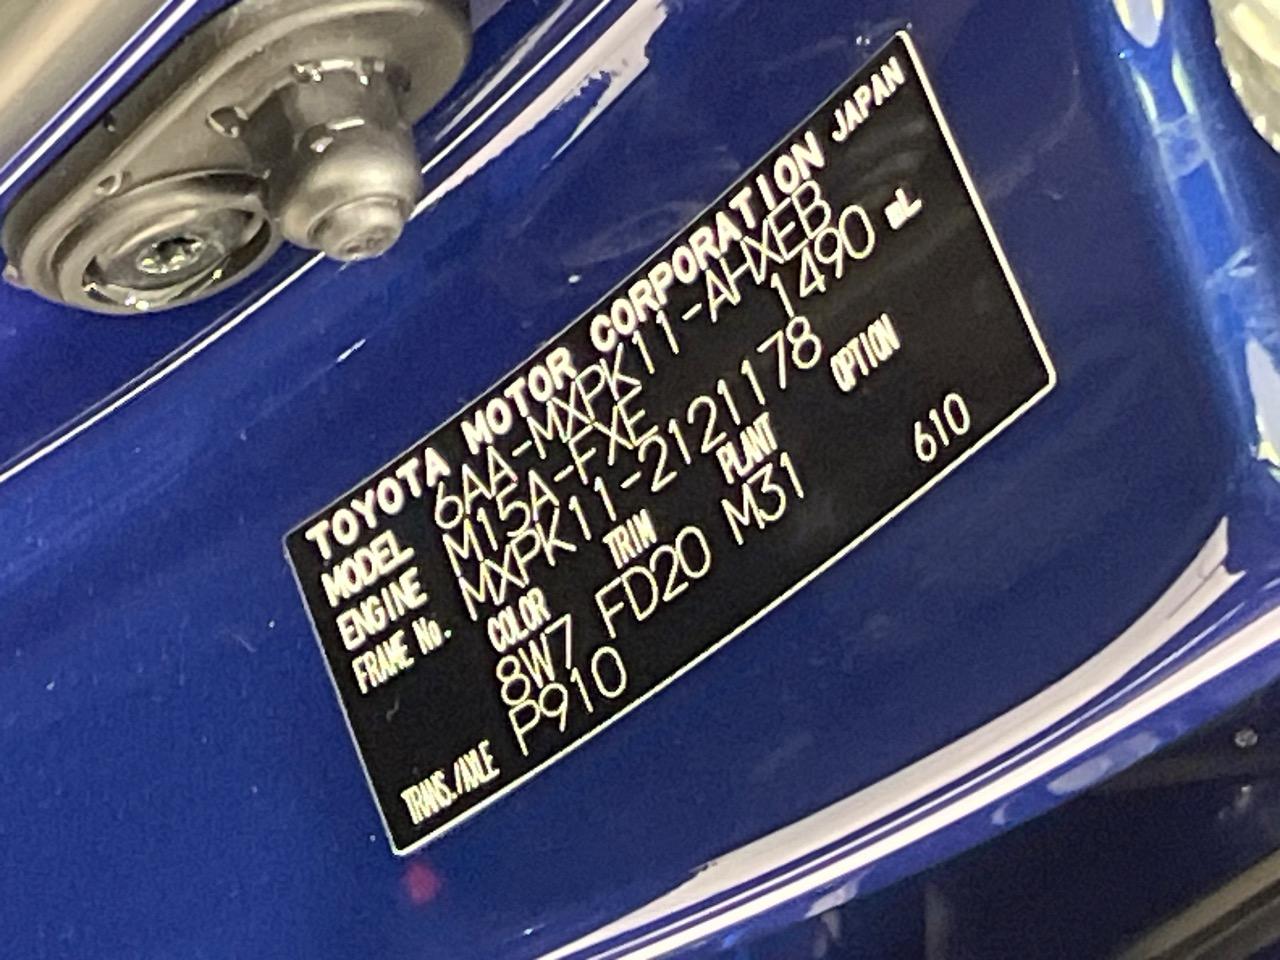 TOYOTA MOTOR CORPORATION JAPAN
MODEL 6AA-MXPK11-AHXEB
ENGINE M15A-FXE 1490 mL
FRAME No. MXPK11-2121178
COLOR TRIM PLANT OPTION
8W7 FD20 M31 610
TRANS./AXLE P910